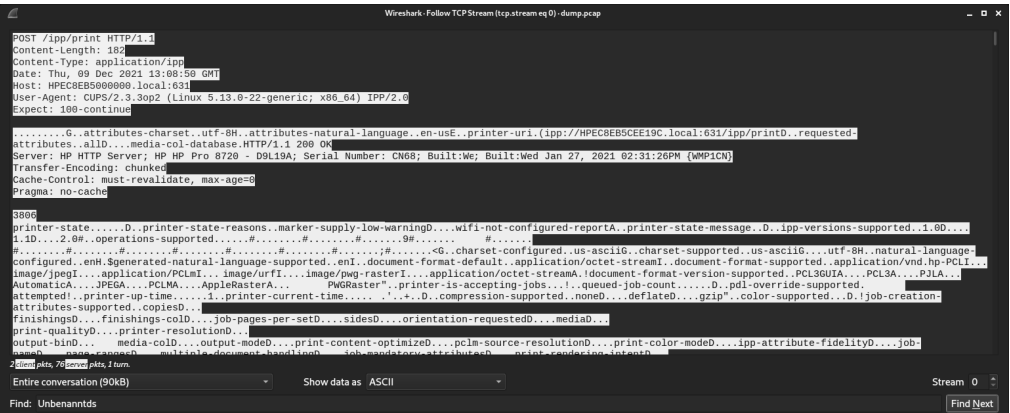 Wireshark · Follow TCP Stream (tcp.stream eq 0) · dump.pcap
POST /ipp/print HTTP/1.1
Content-Length: 182
Content-Type: application/ipp
Date: Thu, 09 Dec 2021 13:08:50 GMT
Host: HPEC8EB5000000.local:631
User-Agent: CUPS/2.3.3op2 (Linux 5.13.0-22-generic; x86_64) IPP/2.0
Expect: 100-continue
.........G..attributes-charset..utf-8H..attributes-natural-language..en-usE..printer-uri.(ipp://HPEC8EB5CEE19C.local:631/ipp/printD..requested-
attributes..allD....media-col-database.HTTP/1.1 200 OK
Server: HP HTTP Server; HP HP Pro 8720 - D9L19A; Serial Number: CN68; Built:We; Built:Wed Jan 27, 2021 02:31:26PM {WMP1CN}
Transfer-Encoding: chunked
Cache-Control: must-revalidate, max-age=0
Pragma: no-cache
3806
printer-state......D..printer-state-reasons..marker-supply-low-warningD....wifi-not-configured-reportA..printer-state-message..D..ipp-versions-supported..1.0D....
1.1D....2.0#..operations-supported......#........#........#.......9#....... #.......
#........#........#........#........#........#........;#.......<G..charset-configured..us-asciiG..charset-supported..us-asciiG....utf-8H..natural-language-
configured..enH.$generated-natural-language-supported..enI..document-format-default..application/octet-streamI..document-format-supported..application/vnd.hp-PCLI...
image/jpegI....application/PCLmI.. image/urfI....image/pwg-rasterI....application/octet-streamA.!document-format-version-supported..PCL3GUIA....PCL3A....PJLA...
AutomaticA....JPEGA....PCLMA....AppleRasterA... PWGRaster"..printer-is-accepting-jobs...!..queued-job-count......D..pdl-override-supported.
attempted!..printer-up-time......1..printer-current-time..... .'..+..D..compression-supported..noneD....deflateD....gzip"..color-supported...D.!job-creation-
attributes-supported..copiesD...
finishingsD....finishings-colD....job-pages-per-setD....sidesD....orientation-requestedD....mediaD...
print-qualityD....printer-resolutionD...
output-binD... media-colD....output-modeD....print-content-optimizeD....pclm-source-resolutionD....print-color-modeD....ipp-attribute-fidelityD....job-
nameD... page-rangesD....multiple-document-handlingD... job-mandatory-attributesD... print-rendering-intentD...
2 client pkts, 76 server pkts, 1 turn.
Entire conversation (90kB) Show data as ASCII Stream 0
Find: Unbenanntds Find Next